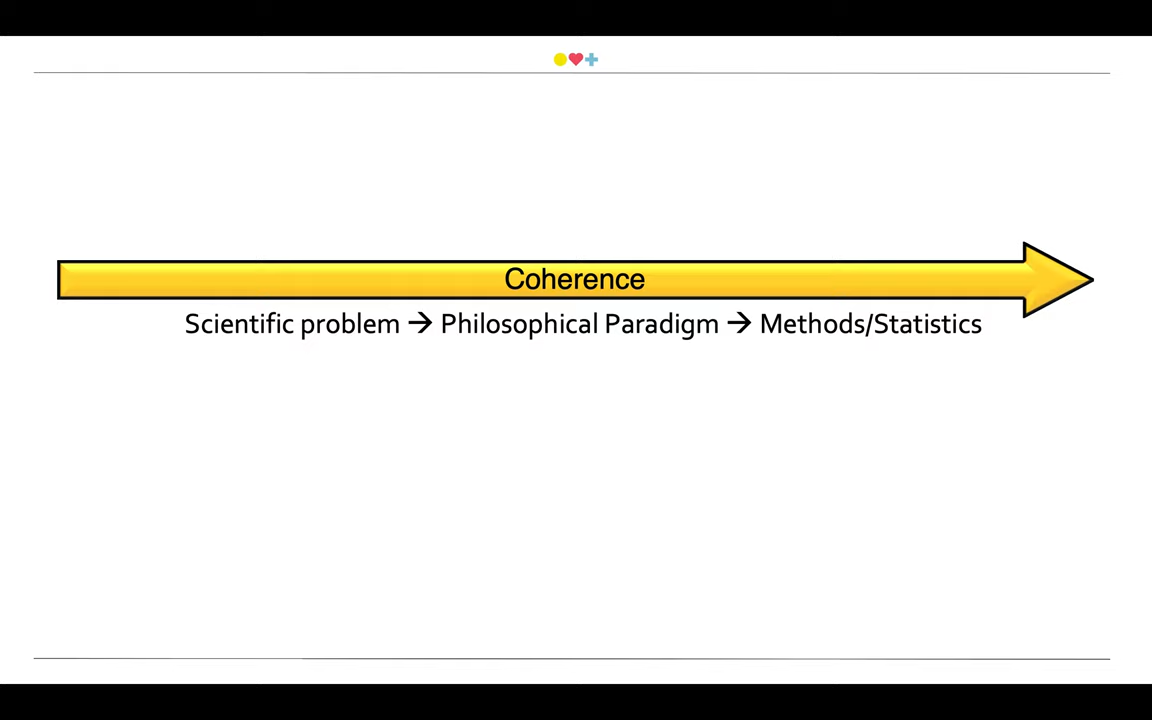 Coherence
Scientific problem → Philosophical Paradigm → Methods/Statistics